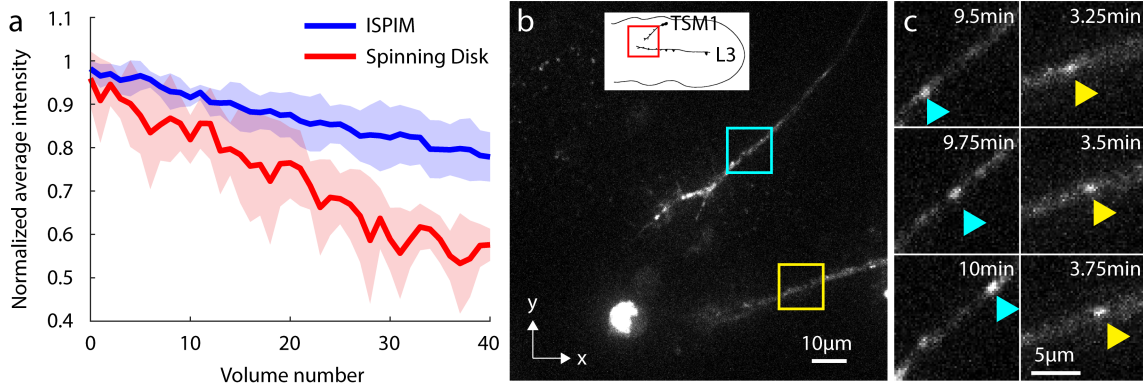 a
1.1
1
0.9
0.8
0.7
0.6
0.5
0.4
Normalized average intensity
0
10
20
30
40
Volume number
ISPIM
Spinning Disk
b
TSM1
L3
y
x
10μm
c
9.5min
3.25min
9.75min
3.5min
10min
3.75min
5μm